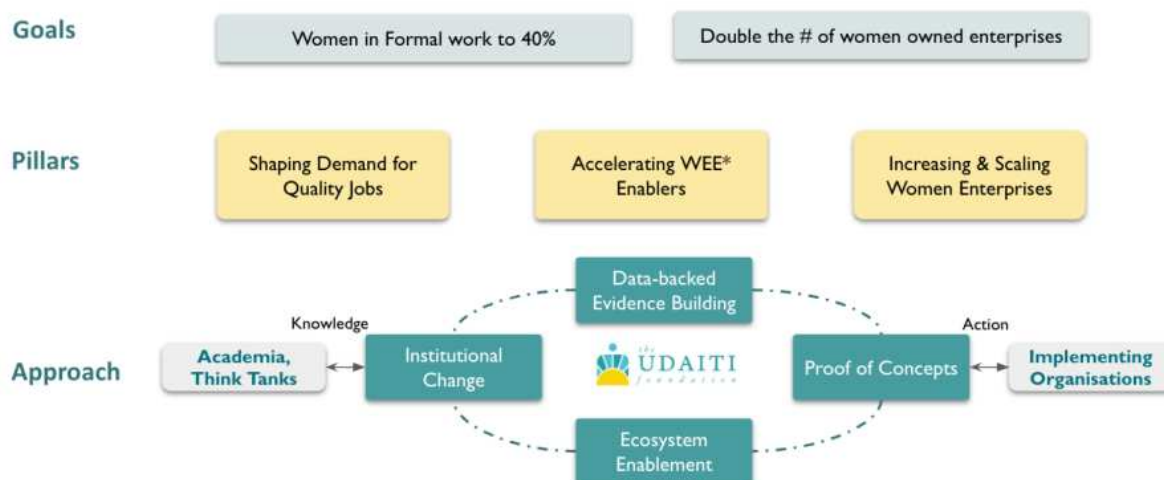 Goals
Women in Formal work to 40%
Double the # of women owned enterprises
Pillars
Shaping Demand for
Quality Jobs
Accelerating WEE*
Enablers
Increasing & Scaling
Women Enterprises
Approach
Data-backed
Evidence Building
Knowledge
Action
Academia,
Think Tanks
Institutional
Change
the
UDAITI
foundation
Proof of Concepts
Implementing
Organisations
Ecosystem
Enablement